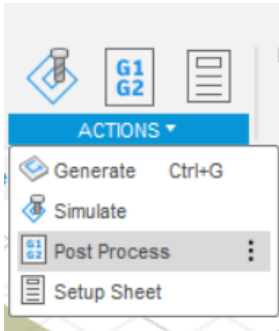 G1
G2
ACTIONS
Generate Ctrl+G
Simulate
G1
G2
Post Process
Setup Sheet